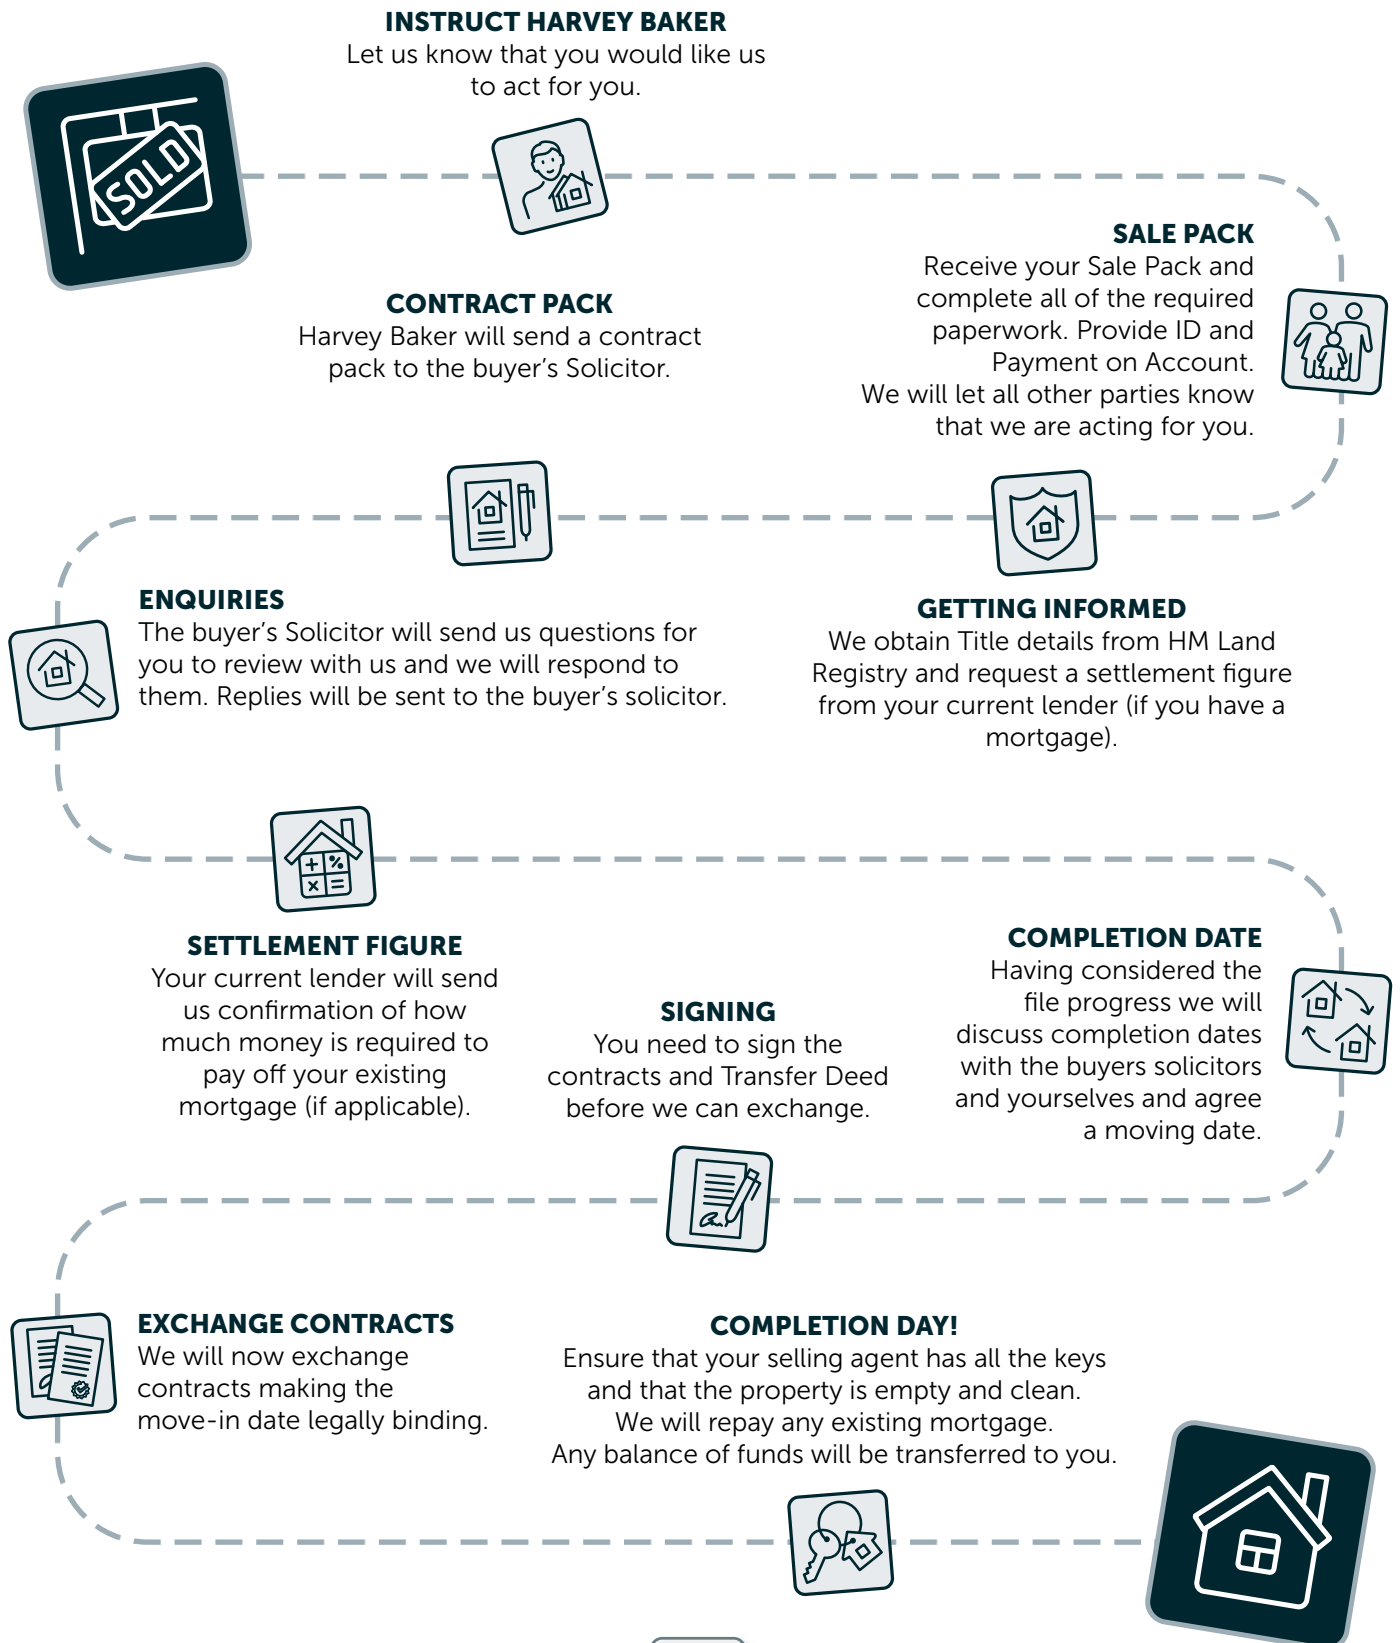 INSTRUCT HARVEY BAKER
Let us know that you would like us
to act for you.
SOLD
SALE PACK
Receive your Sale Pack and
complete all of the required
paperwork. Provide ID and
Payment on Account.
We will let all other parties know
that we are acting for you.
GETTING INFORMED
We obtain Title details from HM Land
Registry and request a settlement figure
from your current lender (if you have a
mortgage).
CONTRACT PACK
Harvey Baker will send a contract
pack to the buyer's Solicitor.
ENQUIRIES
The buyer's Solicitor will send us questions for
you to review with us and we will respond to
them. Replies will be sent to the buyer's solicitor.
SETTLEMENT FIGURE
Your current lender will send
us confirmation of how
much money is required to
pay off your existing
mortgage (if applicable).
COMPLETION DATE
Having considered the
file progress we will
discuss completion dates
with the buyers solicitors
and yourselves and agree
a moving date.
SIGNING
You need to sign the
contracts and Transfer Deed
before we can exchange.
EXCHANGE CONTRACTS
We will now exchange
contracts making the
move-in date legally binding.
COMPLETION DAY!
Ensure that your selling agent has all the keys
and that the property is empty and clean.
We will repay any existing mortgage.
Any balance of funds will be transferred to you.